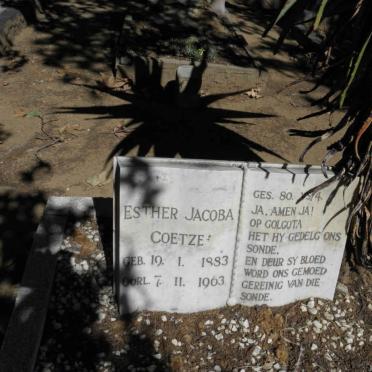 ESTHER JACOBA
COETZE
GEB. 19. 1. 1883
OORL. 7. 11. 1963
GES. 80.
JA, AMEN JA!
OP GOLGOTA
HET HY GEDELG ONS
SONDE,
EN DEUR SY BLOED
WORD ONS GEMOED
GEREINIG VAN DIE
SONDE.